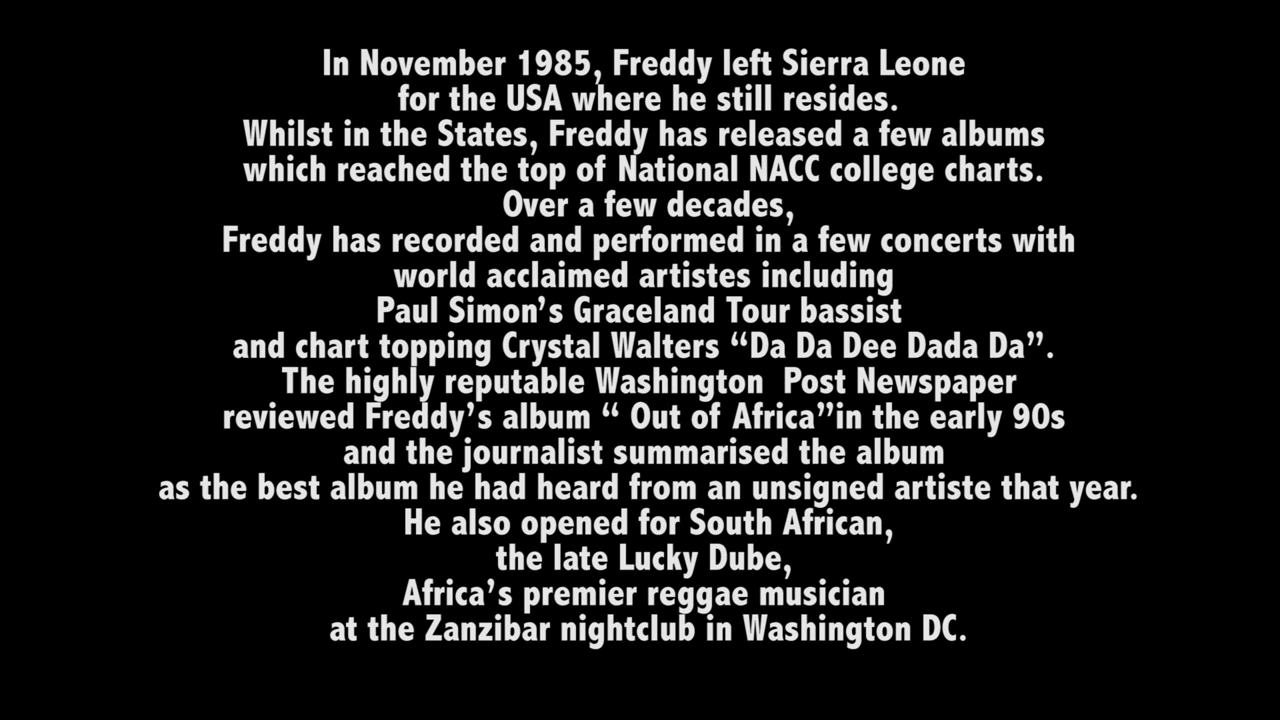 In November 1985, Freddy left Sierra Leone
for the USA where he still resides.
Whilst in the States, Freddy has released a few albums
which reached the top of National NACC college charts.
Over a few decades,
Freddy has recorded and performed in a few concerts with
world acclaimed artistes including
Paul Simon’s Graceland Tour bassist
and chart topping Crystal Walters “Da Da Dee Dada Da”.
The highly reputable Washington  Post Newspaper
reviewed Freddy’s album “ Out of Africa”in the early 90s
and the journalist summarised the album
as the best album he had heard from an unsigned artiste that year.
He also opened for South African,
the late Lucky Dube,
Africa’s premier reggae musician
at the Zanzibar nightclub in Washington DC.